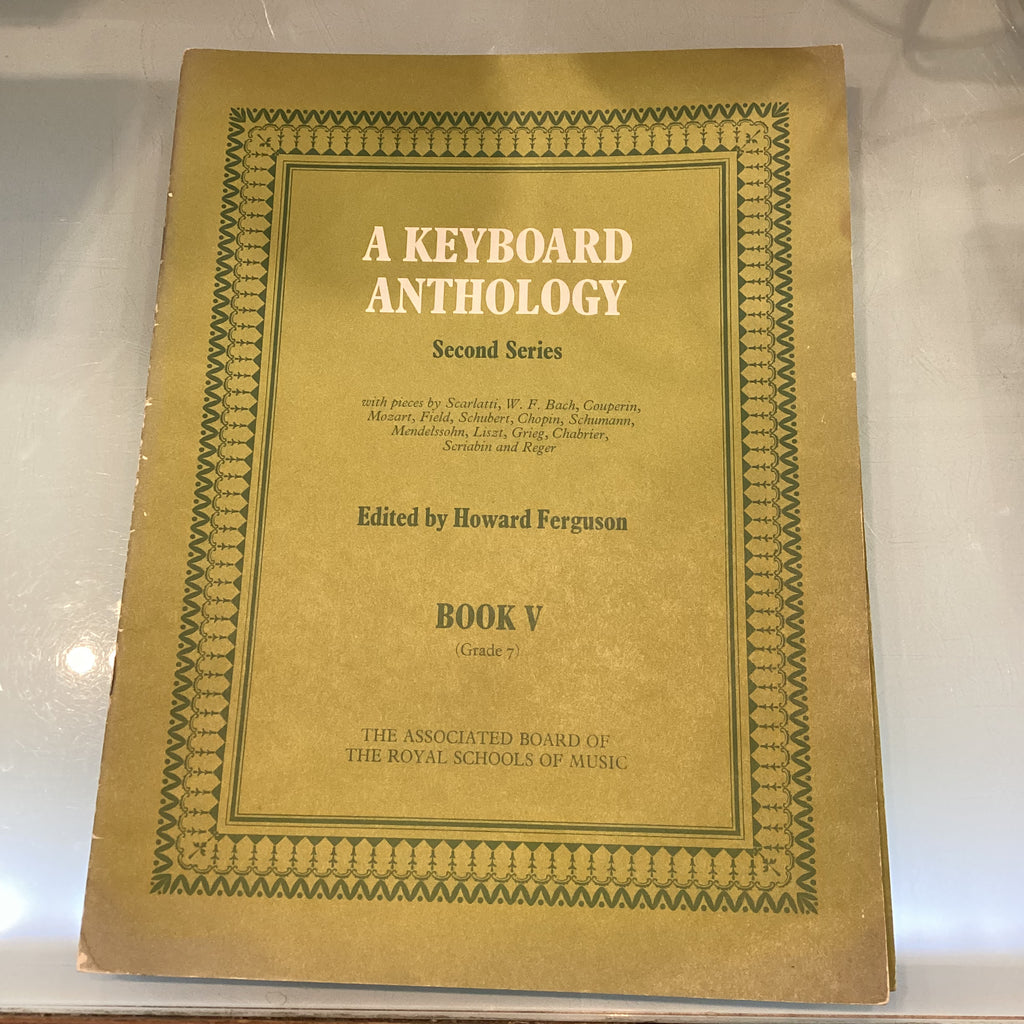 A KEYBOARD
ANTHOLOGY
Second Series
with pieces by Scarlatti, W. F. Bach, Couperin,
Mozart, Field, Schubert, Chopin, Schumann,
Mendelssohn, Liszt, Grieg, Chabrier,
Scriabin and Reger
Edited by Howard Ferguson
BOOK V
(Grade 7)
THE ASSOCIATED BOARD OF
THE ROYAL SCHOOLS OF MUSIC